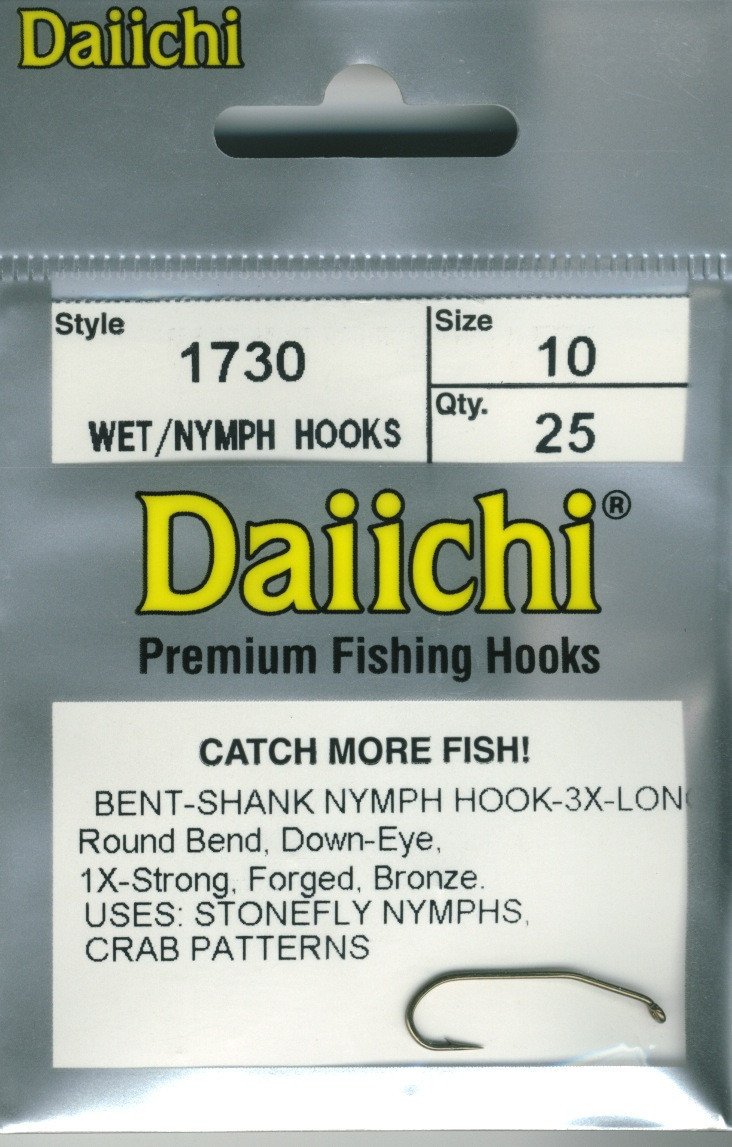 Daiichi
Style
1730
WET/NYMPH HOOKS
Size
10
Qty.
25
Daiichi®
Premium Fishing Hooks
CATCH MORE FISH!
BENT-SHANK NYMPH HOOK-3X-LON
Round Bend, Down-Eye,
1X-Strong, Forged, Bronze.
USES: STONEFLY NYMPHS,
CRAB PATTERNS